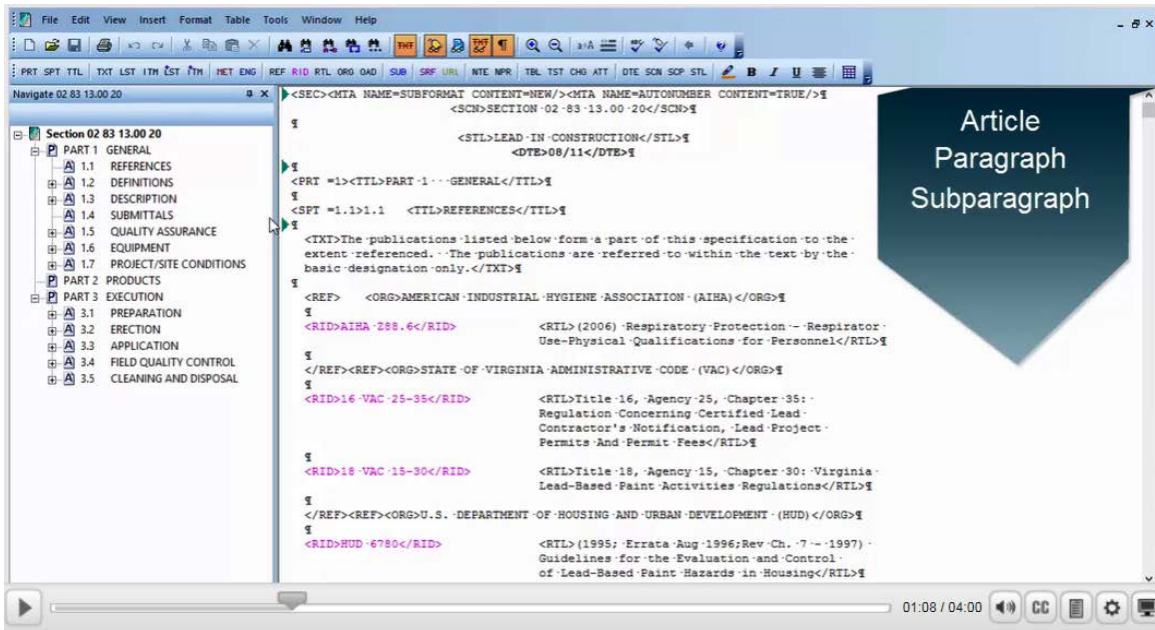 File Edit View Insert Format Table Tools Window Help
THT
PRT SPT TTL TXT LST ITM LST ITM MET ENG REF RID RTL ORG OAD SUB SRF URL NTE NPR TBL TST CHG ATT DTE SCN SCP STL B I U
Navigate 02 83 13.00 20
Section 02 83 13.00 20
PART 1 GENERAL
1.1 REFERENCES
1.2 DEFINITIONS
1.3 DESCRIPTION
1.4 SUBMITTALS
1.5 QUALITY ASSURANCE
1.6 EQUIPMENT
1.7 PROJECT/SITE CONDITIONS
PART 2 PRODUCTS
PART 3 EXECUTION
3.1 PREPARATION
3.2 ERECTION
3.3 APPLICATION
3.4 FIELD QUALITY CONTROL
3.5 CLEANING AND DISPOSAL
<SEC><MTA NAME=SUBFORMAT CONTENT=NEW/><MTA NAME=AUTONUMBER CONTENT=TRUE/>¶
<SCN>SECTION·02·83·13.00·20</SCN>¶
¶
<STL>LEAD·IN·CONSTRUCTION</STL>¶
<DTE>08/11</DTE>¶
¶
<PRT =1><TTL>PART·1···GENERAL</TTL>¶
¶
<SPT =1.1>1.1 <TTL>REFERENCES</TTL>¶
¶
<TXT>The·publications·listed·below·form·a·part·of·this·specification·to·the·
extent·referenced.··The·publications·are·referred·to·within·the·text·by·the·
basic·designation·only.</TXT>¶
¶
<REF> <ORG>AMERICAN·INDUSTRIAL·HYGIENE·ASSOCIATION·(AIHA)</ORG>¶
¶
<RID>AIHA·Z88.6</RID> <RTL>(2006)·Respiratory·Protection·-·Respirator·
Use-Physical·Qualifications·for·Personnel</RTL>¶
¶
</REF><REF><ORG>STATE·OF·VIRGINIA·ADMINISTRATIVE·CODE·(VAC)</ORG>¶
¶
<RID>16·VAC·25-35</RID> <RTL>Title·16,·Agency·25,·Chapter·35:·
Regulation·Concerning·Certified·Lead·
Contractor's·Notification,·Lead·Project·
Permits·And·Permit·Fees</RTL>¶
¶
<RID>18·VAC·15-30</RID> <RTL>Title·18,·Agency·15,·Chapter·30:·Virginia·
Lead-Based·Paint·Activities·Regulations</RTL>¶
¶
</REF><REF><ORG>U.S.·DEPARTMENT·OF·HOUSING·AND·URBAN·DEVELOPMENT·(HUD)</ORG>¶
¶
<RID>HUD·6780</RID> <RTL>(1995;·Errata·Aug·1996;Rev·Ch.·7·-·1997)·
Guidelines·for·the·Evaluation·and·Control·
of·Lead-Based·Paint·Hazards·in·Housing</RTL>¶
Article
Paragraph
Subparagraph
01:08 / 04:00 CC